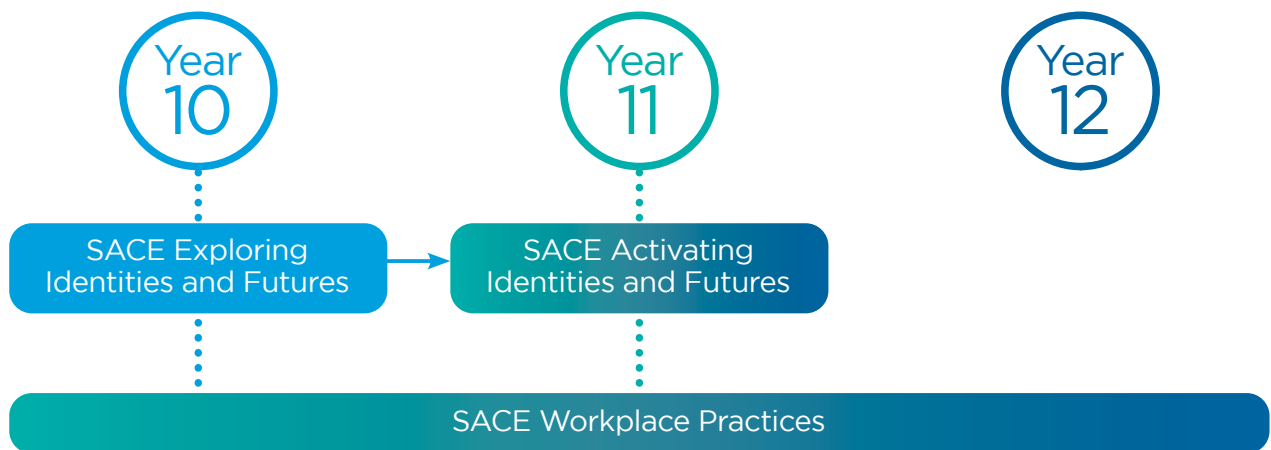 Year
10
Year
11
Year
12
SACE Exploring
Identities and Futures
SACE Activating
Identities and Futures
SACE Workplace Practices